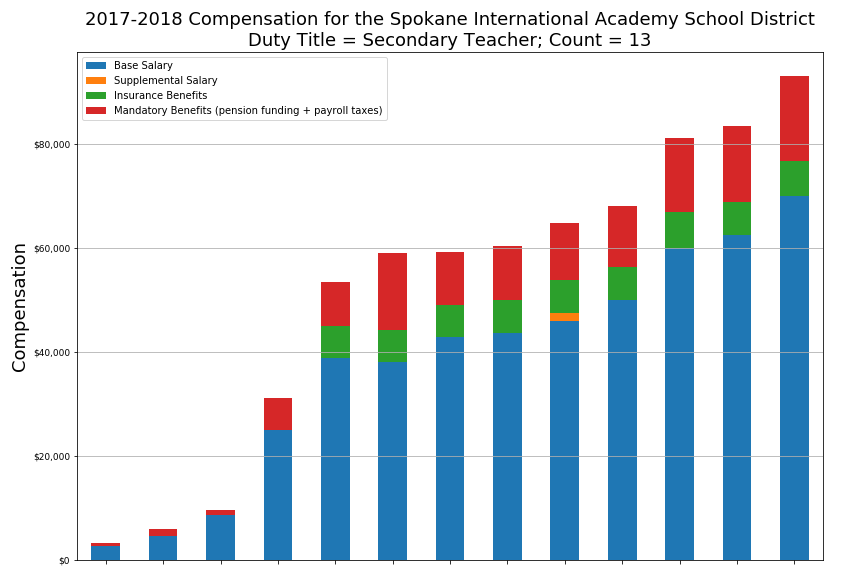 2017-2018 Compensation for the Spokane International Academy School District
Duty Title = Secondary Teacher; Count = 13
Base Salary
Supplemental Salary
Insurance Benefits
Mandatory Benefits (pension funding + payroll taxes)
$80,000
$60,000
$40,000
$20,000
$0
Compensation